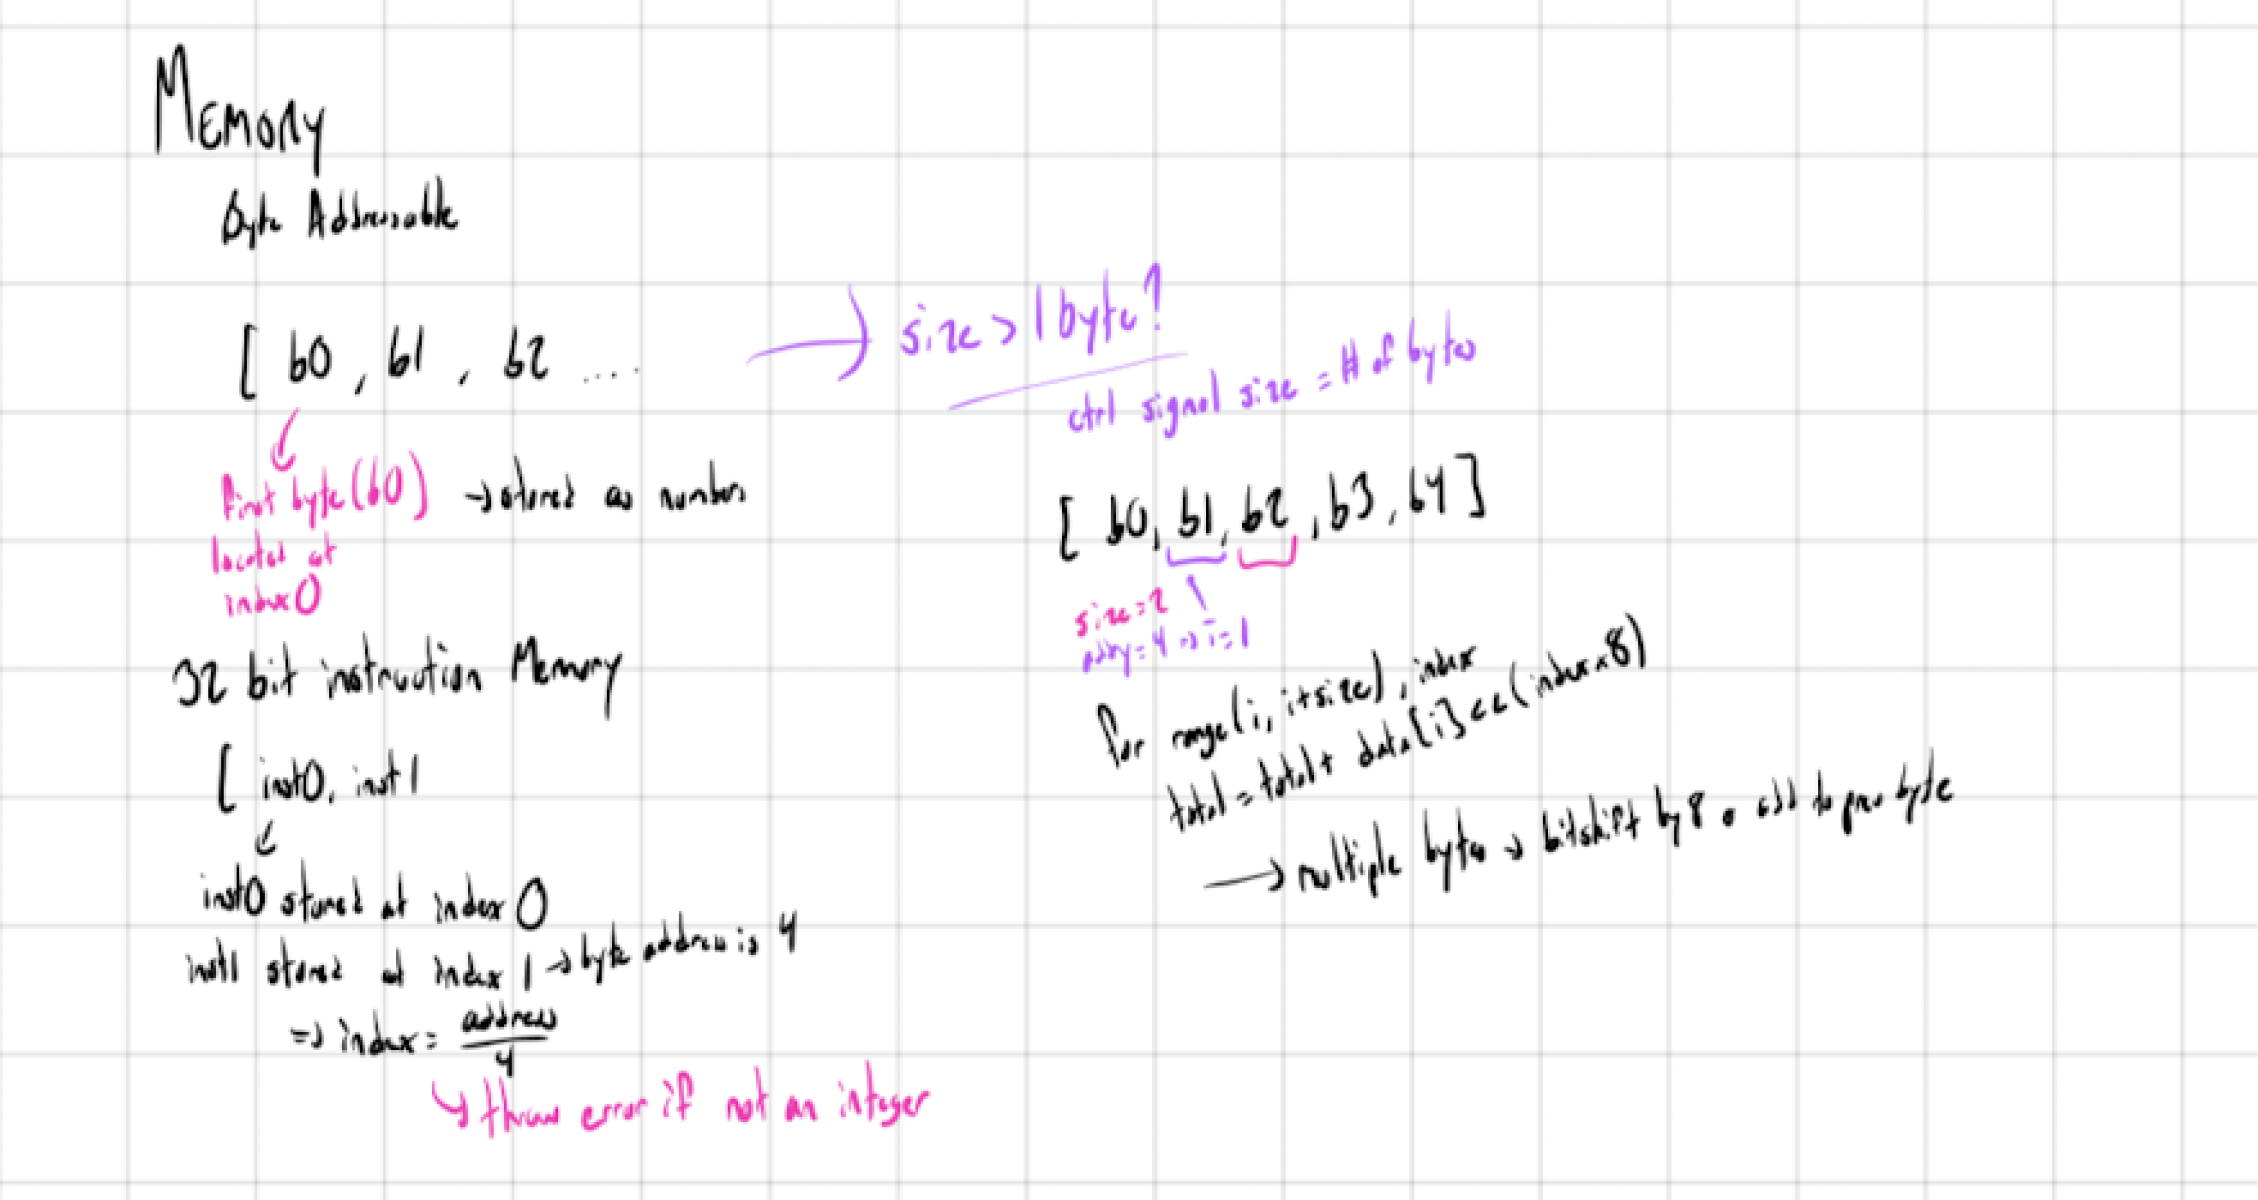 Memory
Byte Addressable
[ b0 , b1 , b2 ....
first byte (b0) → stored as number
located at
index 0
32 bit instruction Memory
[ inst0, inst1
inst0 stored at index 0
inst1 stored at index 1 → byte address is 4
=> index = address
4
↳ throw error if not an integer
→ size > 1 byte?
ctrl signal size = # of bytes
[ b0, b1, b2, b3, b4 ]
size = 2
→ i = 1
for range(i, i+size), index
total = total + data[i] << (index × 8)
→ multiple bytes → bitshift by 8 add to prev byte